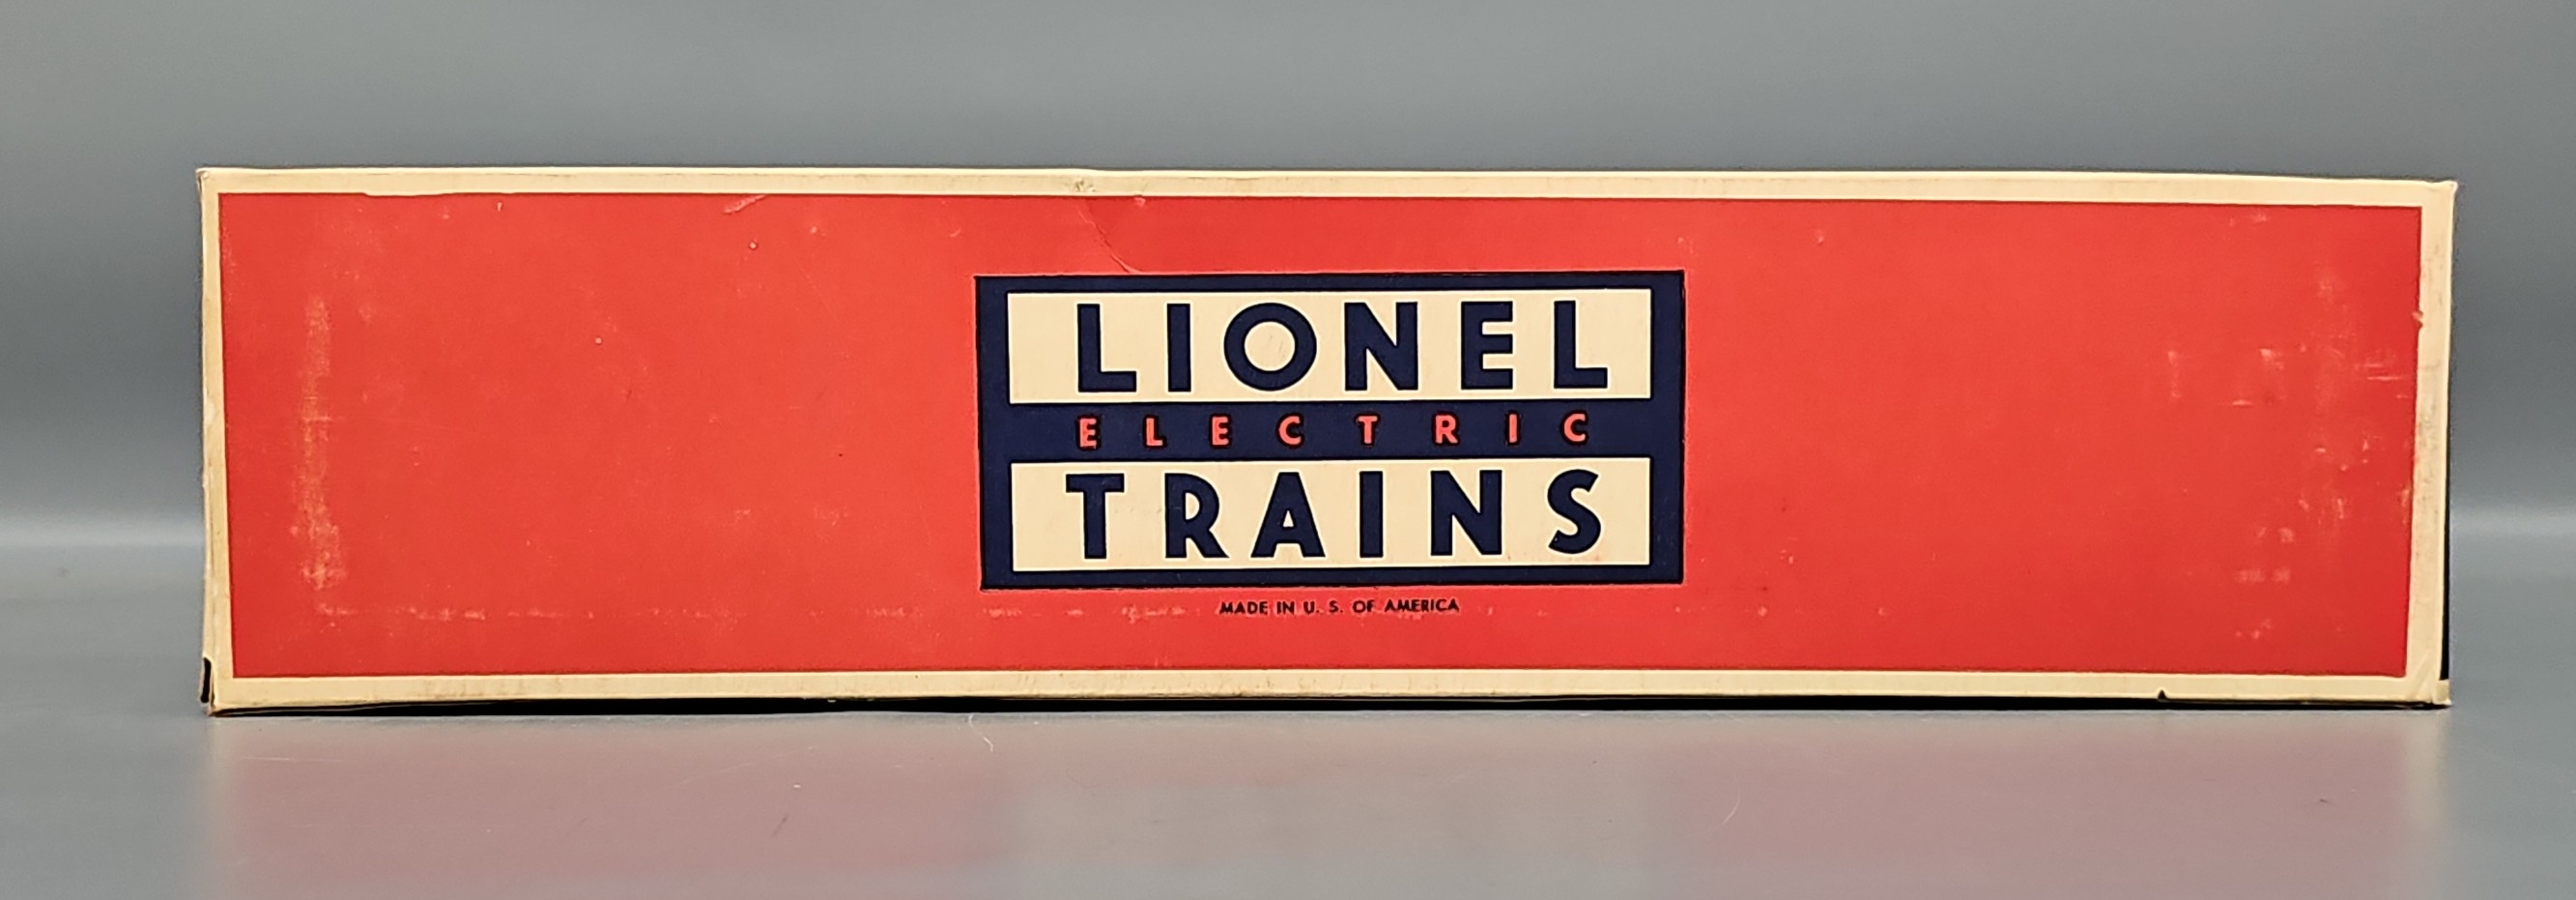 LIONEL
ELECTRIC
TRAINS
MADE IN U. S. OF AMERICA